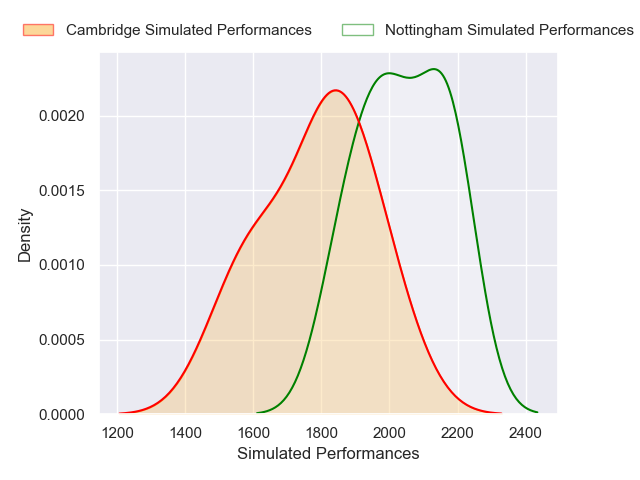 Cambridge Simulated Performances Nottingham Simulated Performances
0.0020
0.0015
0.0010
0.0005
0.0000
Density
1200 1400 1600 1800 2000 2200 2400
Simulated Performances